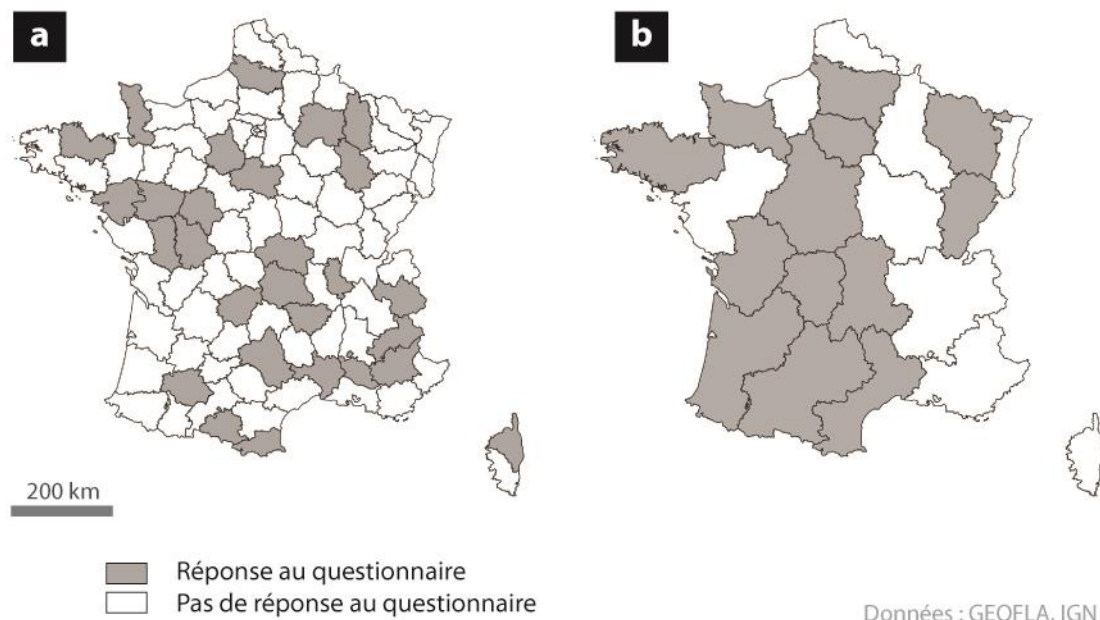 a
b
200 km
Réponse au questionnaire
Pas de réponse au questionnaire
Données : GEOFLA, IGN